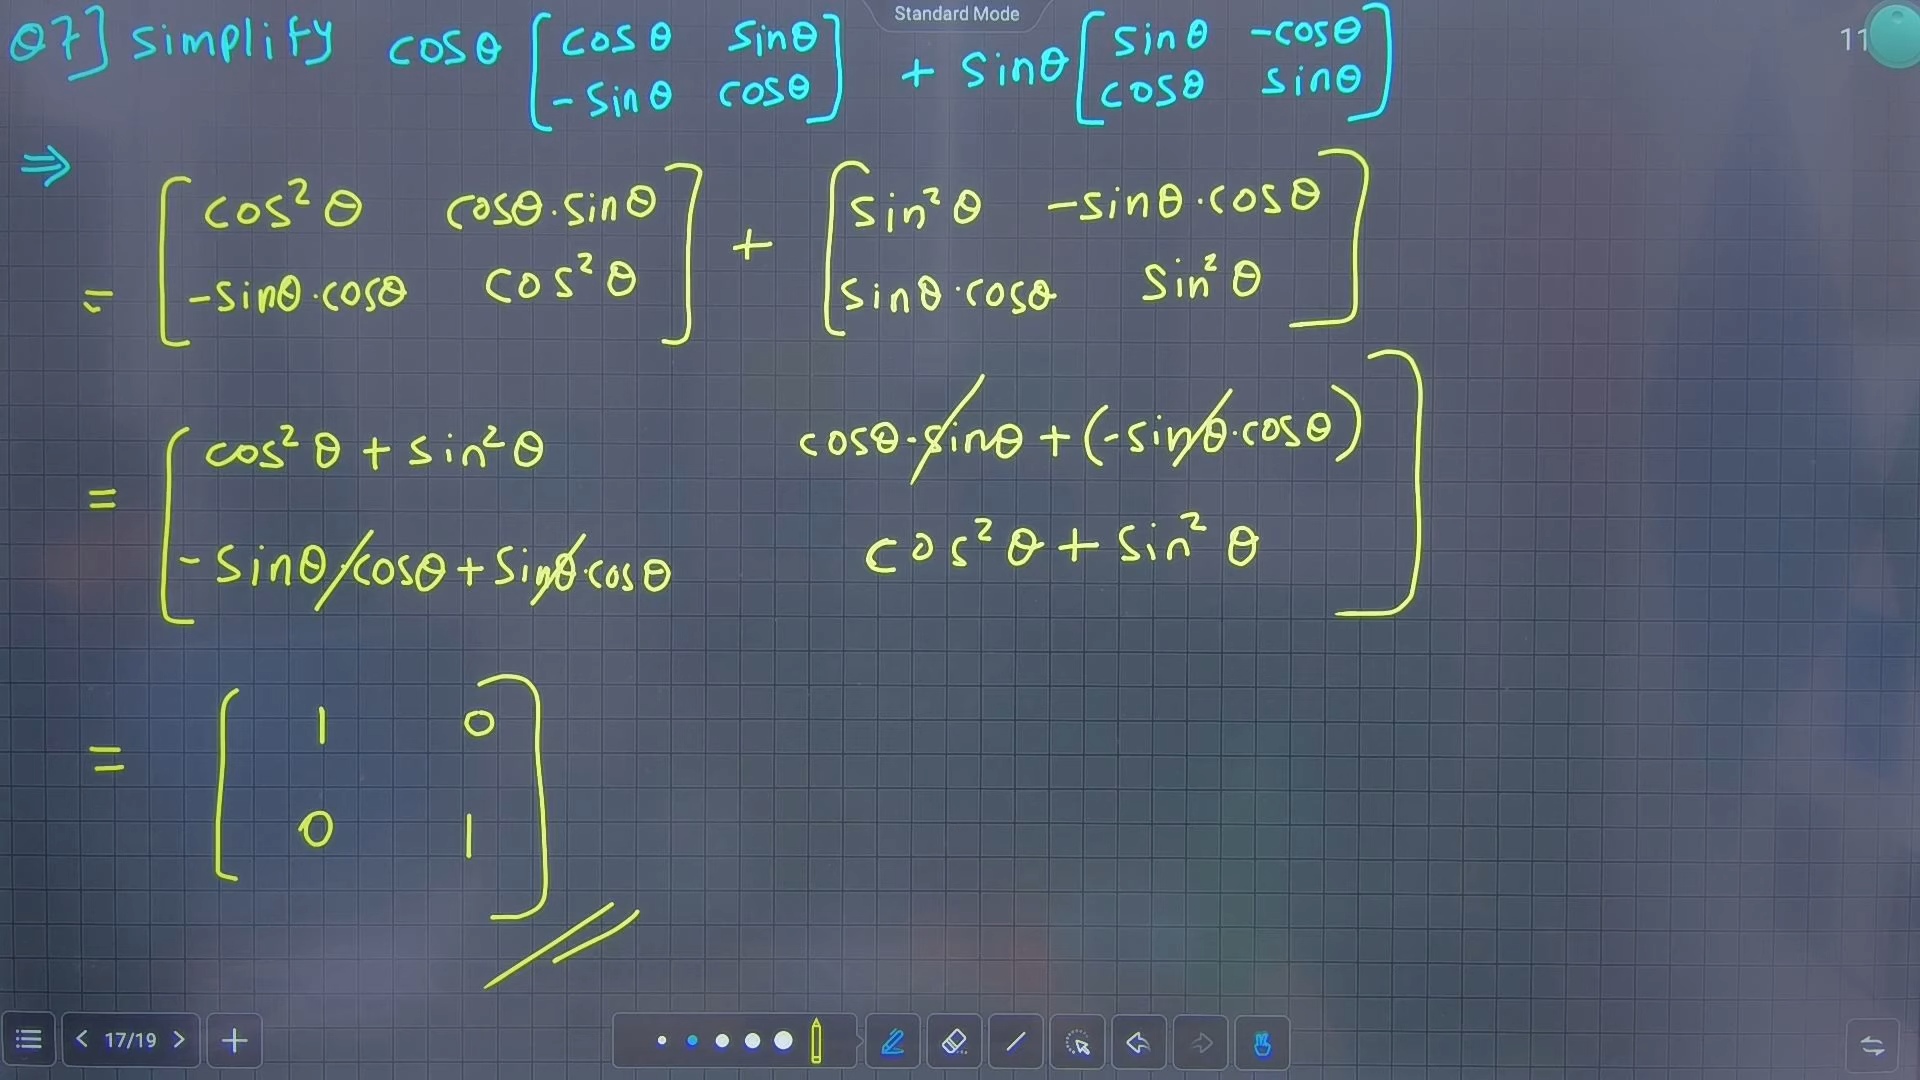 Standard Mode
11
Q7] Simplify cosθ [cosθ sinθ] + sinθ [sinθ -cosθ]
[-sinθ cosθ] [cosθ sinθ]
⇒
[cos²θ cosθ·sinθ] + [sin²θ -sinθ·cosθ]
= [-sinθ·cosθ cos²θ] [sinθ·cosθ sin²θ]
[cos²θ + sin²θ cosθ·sinθ + (-sinθ·cosθ)]
= [-sinθ·cosθ + sinθ·cosθ cos²θ + sin²θ]
[1 0]
= [0 1]
17/19